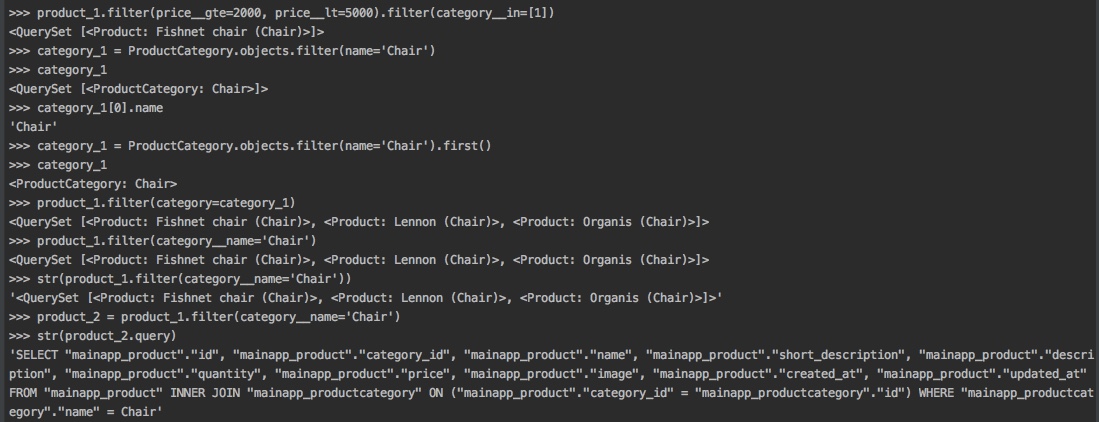 >>> product_1.filter(price__gte=2000, price__lt=5000).filter(category__in=[1])
<QuerySet [<Product: Fishnet chair (Chair)>]>
>>> category_1 = ProductCategory.objects.filter(name='Chair')
>>> category_1
<QuerySet [<ProductCategory: Chair>]>
>>> category_1[0].name
'Chair'
>>> category_1 = ProductCategory.objects.filter(name='Chair').first()
>>> category_1
<ProductCategory: Chair>
>>> product_1.filter(category=category_1)
<QuerySet [<Product: Fishnet chair (Chair)>, <Product: Lennon (Chair)>, <Product: Organis (Chair)>]>
>>> product_1.filter(category__name='Chair')
<QuerySet [<Product: Fishnet chair (Chair)>, <Product: Lennon (Chair)>, <Product: Organis (Chair)>]>
>>> str(product_1.filter(category__name='Chair'))
'<QuerySet [<Product: Fishnet chair (Chair)>, <Product: Lennon (Chair)>, <Product: Organis (Chair)>]>'
>>> product_2 = product_1.filter(category__name='Chair')
>>> str(product_2.query)
'SELECT "mainapp_product"."id", "mainapp_product"."category_id", "mainapp_product"."name", "mainapp_product"."short_description", "mainapp_product"."descri
ption", "mainapp_product"."quantity", "mainapp_product"."price", "mainapp_product"."image", "mainapp_product"."created_at", "mainapp_product"."updated_at"
FROM "mainapp_product" INNER JOIN "mainapp_productcategory" ON ("mainapp_product"."category_id" = "mainapp_productcategory"."id") WHERE "mainapp_productcat
egory"."name" = Chair'